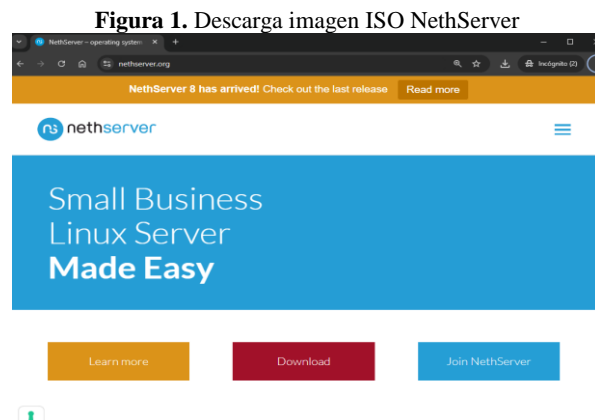 Figura 1. Descarga imagen ISO NethServer
NethServer – operating system
nethserver.org
Incógnito (2)
NethServer 8 has arrived! Check out the last release Read more
ns nethserver
Small Business
Linux Server
Made Easy
Learn more Download Join NethServer